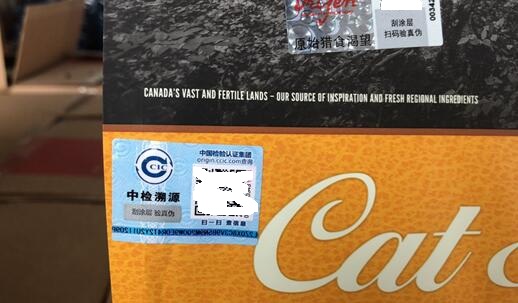 刮涂层
扫码验真伪
原始猎食渴望
CANADA'S VAST AND FERTILE LANDS – OUR SOURCE OF INSPIRATION AND FRESH REGIONAL INGREDIENTS
中国检验认证集团
origin.ccic.com查询
CCIC
中检溯源
刮涂层 验真伪
扫一扫 查信息
Cat